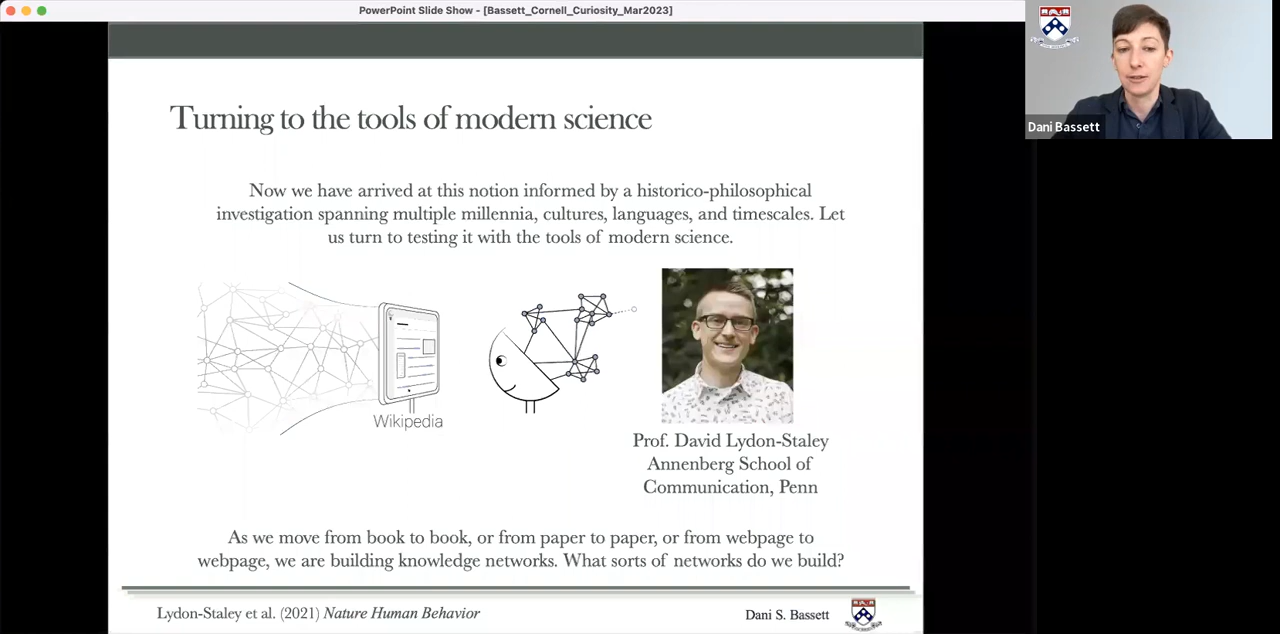 PowerPoint Slide Show - [Bassett_Cornell_Curiosity_Mar2023]
Dani Bassett
Turning to the tools of modern science
Now we have arrived at this notion informed by a historico-philosophical
investigation spanning multiple millennia, cultures, languages, and timescales. Let
us turn to testing it with the tools of modern science.
Wikipedia
Prof. David Lydon-Staley
Annenberg School of
Communication, Penn
As we move from book to book, or from paper to paper, or from webpage to
webpage, we are building knowledge networks. What sorts of networks do we build?
Lydon-Staley et al. (2021) Nature Human Behavior
Dani S. Bassett